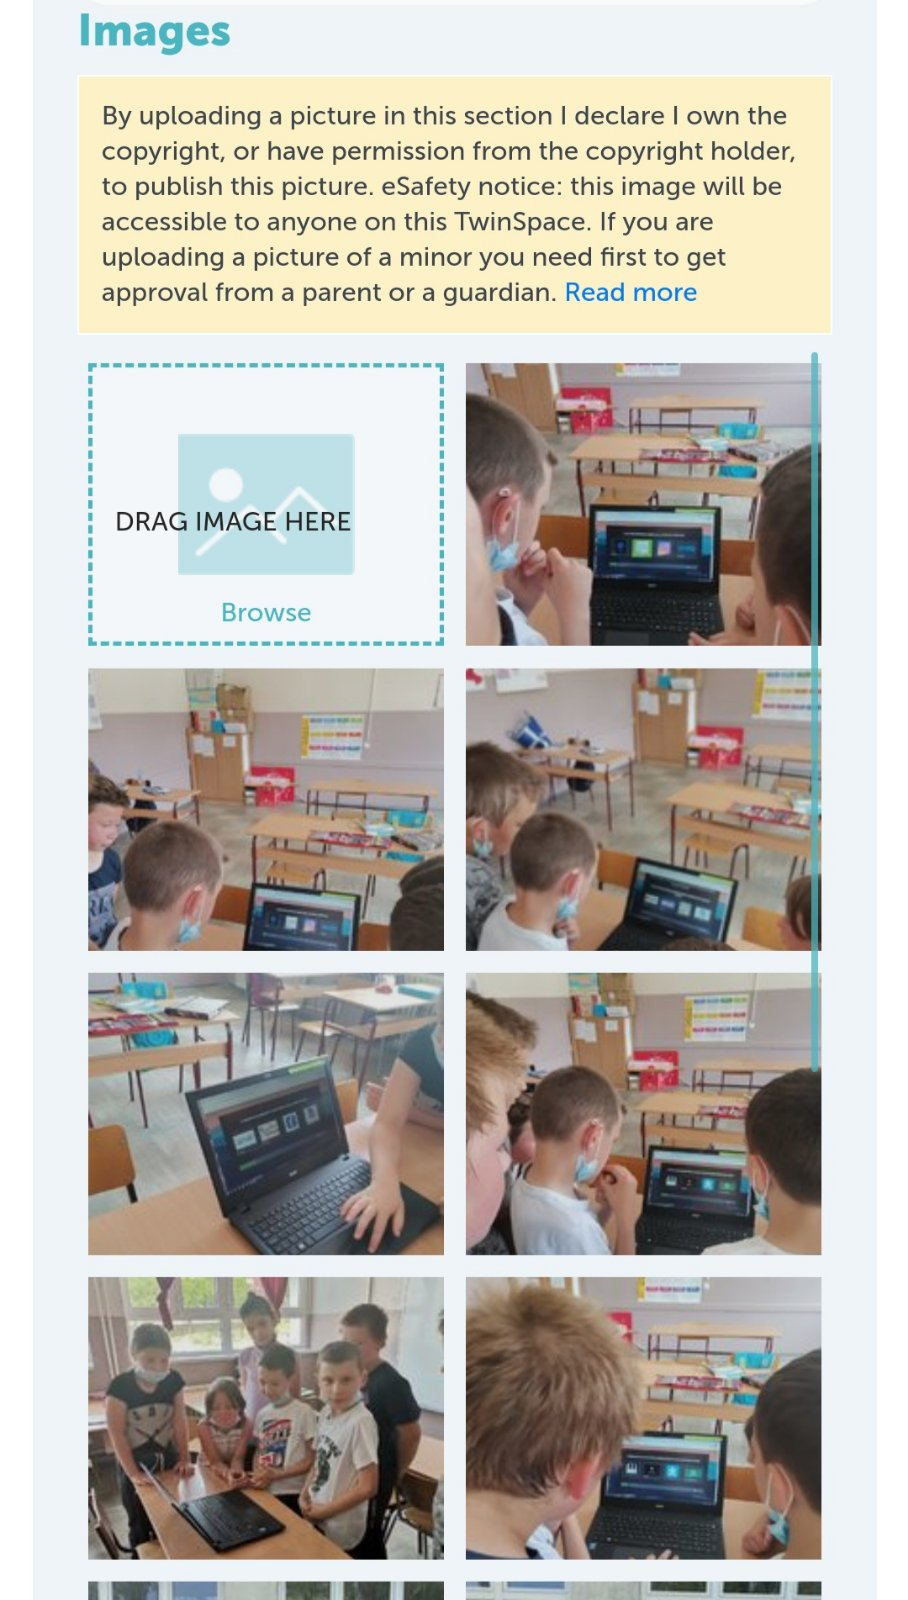 Images
By uploading a picture in this section I declare I own the
copyright, or have permission from the copyright holder,
to publish this picture. eSafety notice: this image will be
accessible to anyone on this TwinSpace. If you are
uploading a picture of a minor you need first to get
approval from a parent or a guardian. Read more
DRAG IMAGE HERE
Browse